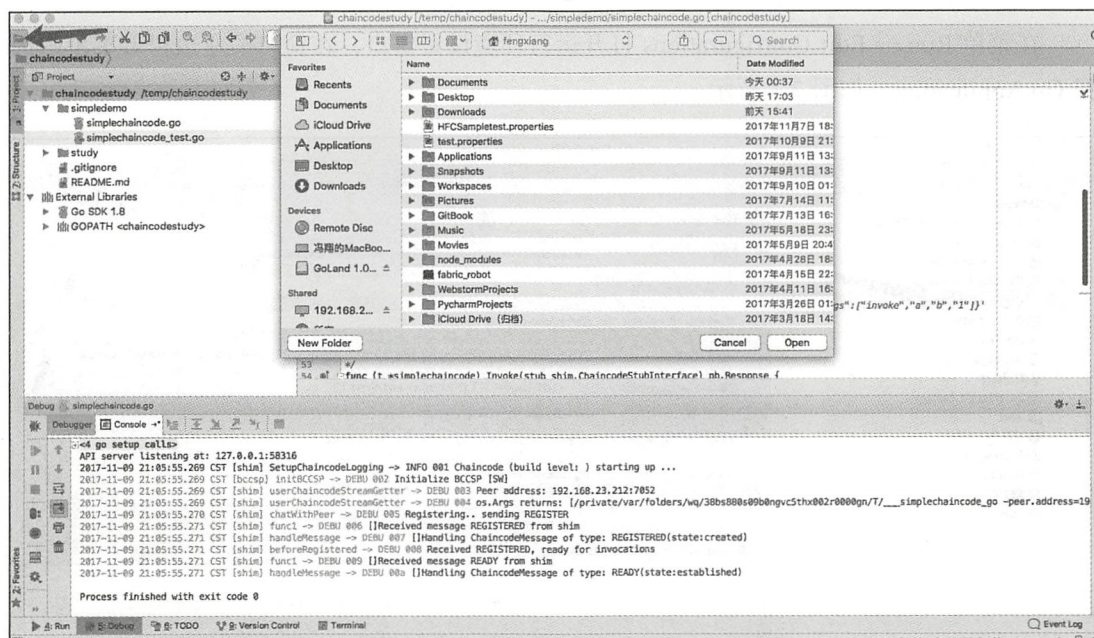 chaincodestudy [/temp/chaincodestudy] - .../simpledemo/simplechaincode.go [chaincodestudy]
fengxiang
Search
chaincodestudy
Project
1: Project
2: Structure
2: Favorites
chaincodestudy /temp/chaincodestudy
simpledemo
simplechaincode.go
simplechaincode_test.go
study
.gitignore
README.md
External Libraries
Go SDK 1.8
GOPATH <chaincodestudy>
Favorites
Recents
Documents
iCloud Drive
Applications
Desktop
Downloads
Devices
Remote Disc
冯翔的MacBoo...
GoLand 1.0...
Shared
192.168.2...
Name Date Modified
Documents 今天 00:37
Desktop 昨天 17:03
Downloads 前天 15:41
HFCSampletest.properties 2017年11月7日 18:
test.properties 2017年10月9日 21:
Applications 2017年9月11日 13:
Snapshots 2017年9月11日 13:
Workspaces 2017年9月10日 01:
Pictures 2017年7月14日 11:
GitBook 2017年7月13日 16:
Music 2017年5月18日 23:
Movies 2017年5月9日 20:4
node_modules 2017年4月28日 18:
fabric_robot 2017年4月15日 22:
WebstormProjects 2017年4月11日 16:
PycharmProjects 2017年3月26日 01:
iCloud Drive (归档) 2017年3月18日 14:
New Folder Cancel Open
gs":["invoke","a","b","1"]}'
53 */
54 func (t *simplechaincode) Invoke(stub shim.ChaincodeStubInterface) pb.Response {
Debug simplechaincode.go
Debugger Console
<4 go setup calls>
API server listening at: 127.0.0.1:58316
2017-11-09 21:05:55.269 CST [shim] SetupChaincodeLogging -> INFO 001 Chaincode (build level: ) starting up ...
2017-11-09 21:05:55.269 CST [bccsp] initBCCSP -> DEBU 002 Initialize BCCSP [SW]
2017-11-09 21:05:55.269 CST [shim] userChaincodeStreamGetter -> DEBU 003 Peer address: 192.168.23.212:7052
2017-11-09 21:05:55.269 CST [shim] userChaincodeStreamGetter -> DEBU 004 os.Args returns: [/private/var/folders/wq/38bs880s09b0ngvc5thx002r0000gn/T/___simplechaincode_go -peer.address=19
2017-11-09 21:05:55.270 CST [shim] chatWithPeer -> DEBU 005 Registering.. sending REGISTER
2017-11-09 21:05:55.271 CST [shim] func1 -> DEBU 006 []Received message REGISTERED from shim
2017-11-09 21:05:55.271 CST [shim] handleMessage -> DEBU 007 []Handling ChaincodeMessage of type: REGISTERED(state:created)
2017-11-09 21:05:55.271 CST [shim] beforeRegistered -> DEBU 008 Received REGISTERED, ready for invocations
2017-11-09 21:05:55.271 CST [shim] func1 -> DEBU 009 []Received message READY from shim
2017-11-09 21:05:55.271 CST [shim] handleMessage -> DEBU 00a []Handling ChaincodeMessage of type: READY(state:established)
Process finished with exit code 0
4: Run 5: Debug 6: TODO 9: Version Control Terminal Event Log